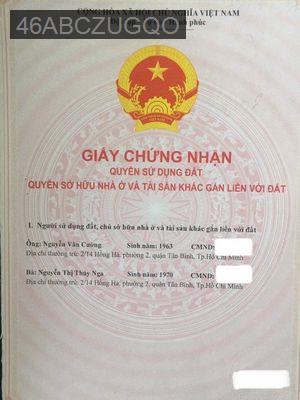 46ABCZUGQO
CỘNG HÒA XÃ HỘI CHỦ NGHĨA VIỆT NAM
phúc
GIẤY CHỨNG NHẬN
QUYỀN SỬ DỤNG ĐẤT
QUYỀN SỞ HỮU NHÀ Ở VÀ TÀI SẢN KHÁC GẮN LIỀN VỚI ĐẤT
I. Người sử dụng đất, chủ sở hữu nhà ở và tài sản khác gắn liền với đất
Ông: Nguyễn Văn Cường Sinh năm: 1963 CMND:
Địa chỉ thường trú: 2/14 Hồng Hà, phường 2, quận Tân Bình, Tp.Hồ Chí Minh
Bà: Nguyễn Thị Thúy Nga Sinh năm: 1970 CMND:
Địa chỉ thường trú: 2/14 Hồng Hà, phường 2, quận Tân Bình, Tp.Hồ Chí Minh